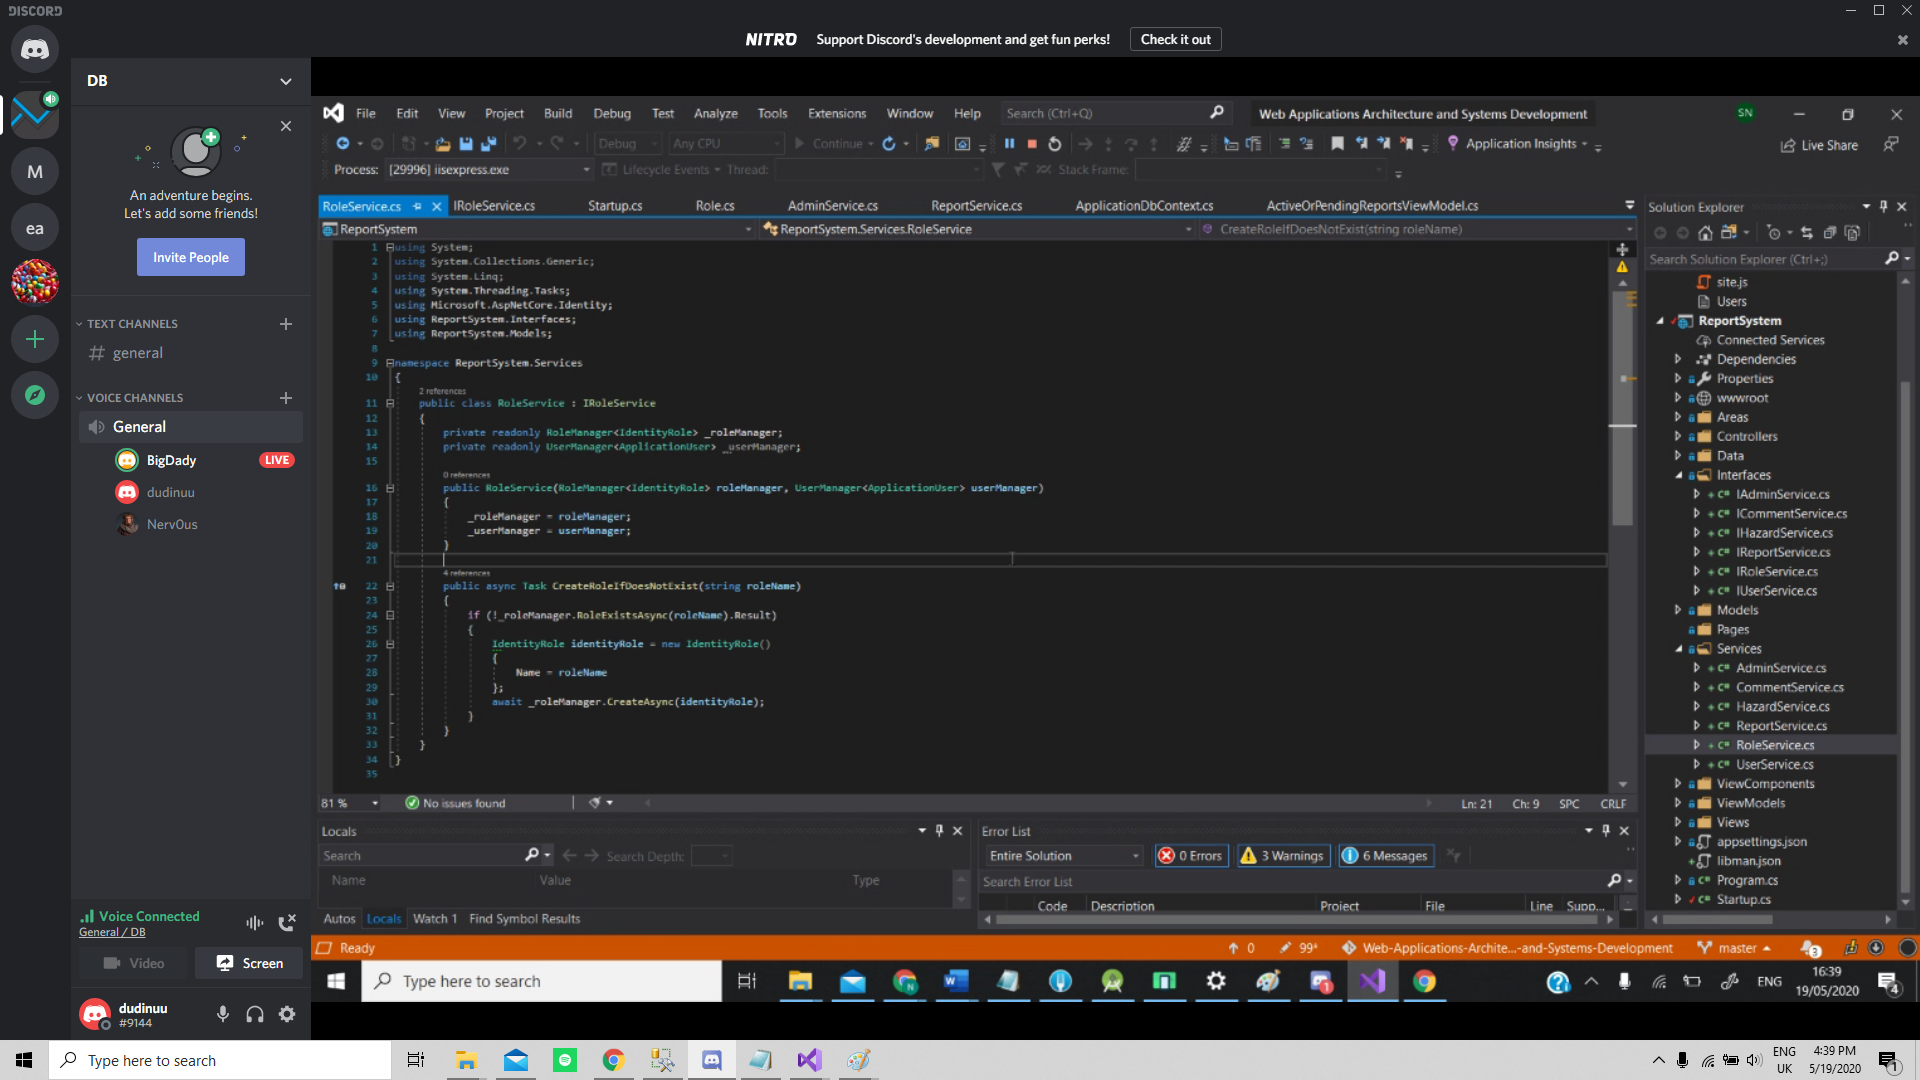 DISCORD
NITRO Support Discord's development and get fun perks! Check it out
DB
An adventure begins.
Let's add some friends!
Invite People
TEXT CHANNELS
# general
VOICE CHANNELS
General
BigDady LIVE
dudinuu
Nerv0us
M
ea
Voice Connected
General / DB
Video Screen
dudinuu
#9144
File Edit View Project Build Debug Test Analyze Tools Extensions Window Help Search (Ctrl+Q) Web Applications Architecture and Systems Development SN
Debug Any CPU Continue Application Insights Live Share
Process: [29996] iisexpress.exe Lifecycle Events Thread: Stack Frame:
RoleService.cs IRoleService.cs Startup.cs Role.cs AdminService.cs ReportService.cs ApplicationDbContext.cs ActiveOrPendingReportsViewModel.cs
ReportSystem ReportSystem.Services.RoleService CreateRoleIfDoesNotExist(string roleName)
1 using System;
2 using System.Collections.Generic;
3 using System.Linq;
4 using System.Threading.Tasks;
5 using Microsoft.AspNetCore.Identity;
6 using ReportSystem.Interfaces;
7 using ReportSystem.Models;
8
9 namespace ReportSystem.Services
10 {
2 references
11 public class RoleService : IRoleService
12 {
13 private readonly RoleManager<IdentityRole> _roleManager;
14 private readonly UserManager<ApplicationUser> _userManager;
15
0 references
16 public RoleService(RoleManager<IdentityRole> roleManager, UserManager<ApplicationUser> userManager)
17 {
18 _roleManager = roleManager;
19 _userManager = userManager;
20 }
21
4 references
22 public async Task CreateRoleIfDoesNotExist(string roleName)
23 {
24 if (!_roleManager.RoleExistsAsync(roleName).Result)
25 {
26 IdentityRole identityRole = new IdentityRole()
27 {
28 Name = roleName
29 };
30 await _roleManager.CreateAsync(identityRole);
31 }
32 }
33 }
34 }
35
81 % No issues found Ln: 21 Ch: 9 SPC CRLF
Solution Explorer
Search Solution Explorer (Ctrl+;)
site.js
Users
ReportSystem
Connected Services
Dependencies
Properties
wwwroot
Areas
Controllers
Data
Interfaces
IAdminService.cs
ICommentService.cs
IHazardService.cs
IReportService.cs
IRoleService.cs
IUserService.cs
Models
Pages
Services
AdminService.cs
CommentService.cs
HazardService.cs
ReportService.cs
RoleService.cs
UserService.cs
ViewComponents
ViewModels
Views
appsettings.json
libman.json
Program.cs
Startup.cs
Locals
Search Search Depth:
Name Value Type
Autos Locals Watch 1 Find Symbol Results
Error List
Entire Solution 0 Errors 3 Warnings 6 Messages
Search Error List
Code Description Project File Line Supp...
Ready 0 99+ Web-Applications-Archite...-and-Systems-Development master 3
Type here to search ENG 16:39
19/05/2020 4
Type here to search ENG 4:39 PM
UK 5/19/2020 1